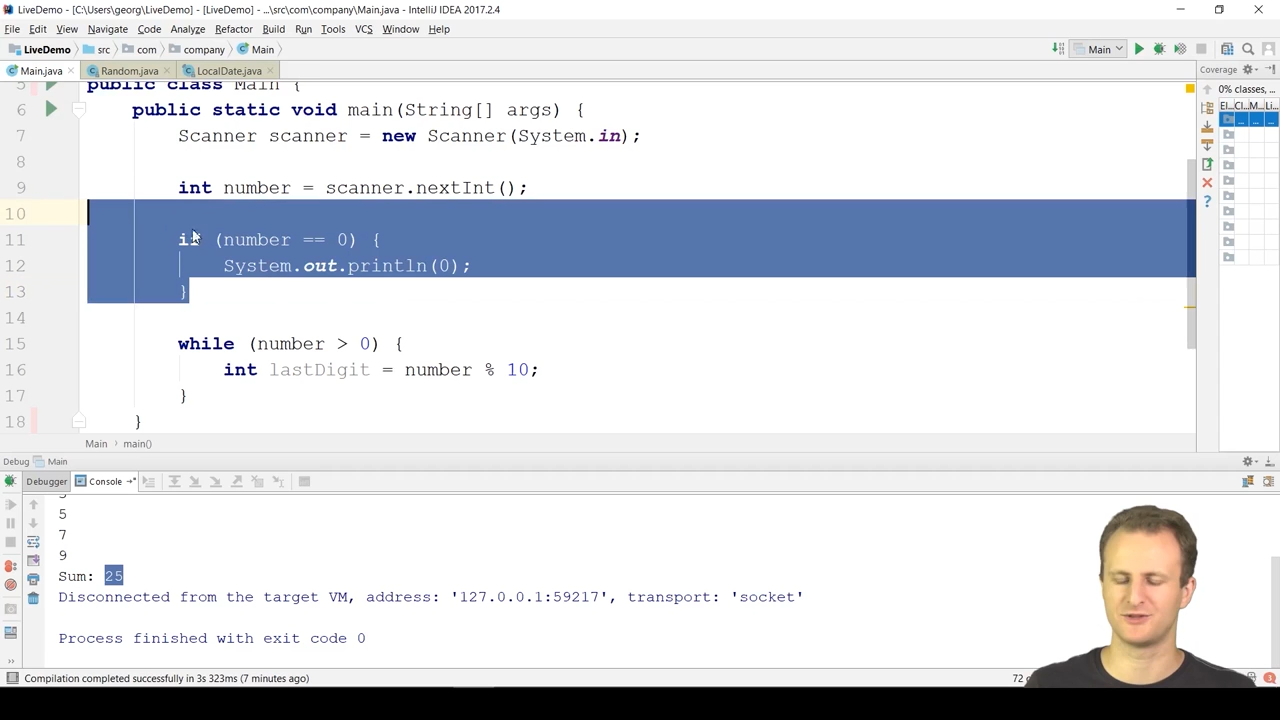 LiveDemo - [C:\Users\georg\LiveDemo] - [LiveDemo] - ...\src\com\company\Main.java - IntelliJ IDEA 2017.2.4
File Edit View Navigate Code Analyze Refactor Build Run Tools VCS Window Help
LiveDemo src com company Main Main
Main.java Random.java LocalDate.java Coverage
5 public class Main {
0% classes, ...
6 public static void main(String[] args) {
El... Cl... M... Li...
7 Scanner scanner = new Scanner(System.in);
8
9 int number = scanner.nextInt();
10
11 if (number == 0) {
12 System.out.println(0);
13 }
14
15 while (number > 0) {
16 int lastDigit = number % 10;
17 }
18 }
Main main()
Debug Main
Debugger Console
5
7
9
Sum: 25
Disconnected from the target VM, address: '127.0.0.1:59217', transport: 'socket'
Process finished with exit code 0
Compilation completed successfully in 3s 323ms (7 minutes ago) 72